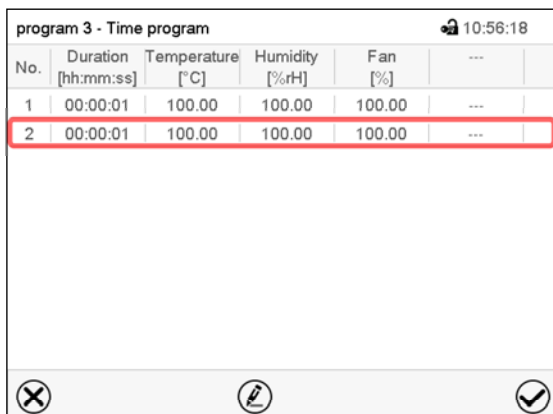 program 3 - Time program 10:56:18
No. Duration [hh:mm:ss] Temperature [°C] Humidity [%rH] Fan [%] ---
1 00:00:01 100.00 100.00 100.00 ---
2 00:00:01 100.00 100.00 100.00 ---